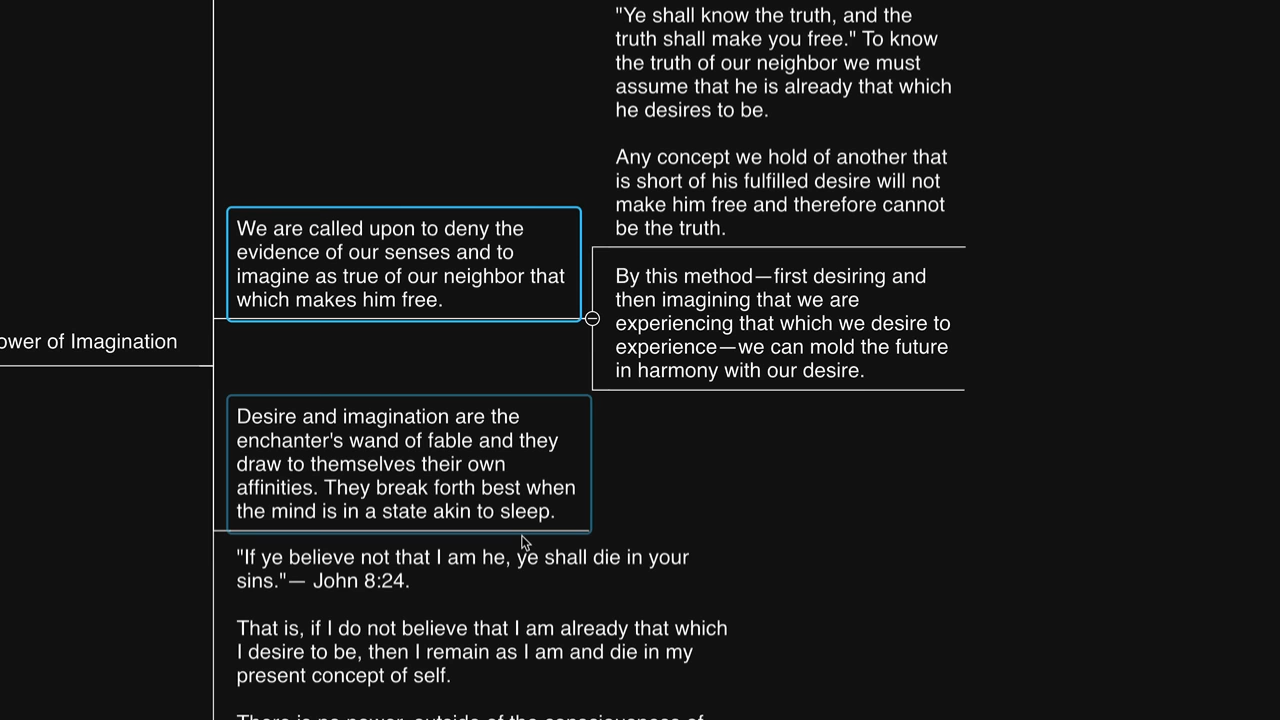 "Ye shall know the truth, and the
truth shall make you free." To know
the truth of our neighbor we must
assume that he is already that which
he desires to be.
Any concept we hold of another that
is short of his fulfilled desire will not
make him free and therefore cannot
be the truth.
We are called upon to deny the
evidence of our senses and to
imagine as true of our neighbor that
which makes him free.
By this method—first desiring and
then imagining that we are
experiencing that which we desire to
experience—we can mold the future
in harmony with our desire.
ower of Imagination
Desire and imagination are the
enchanter's wand of fable and they
draw to themselves their own
affinities. They break forth best when
the mind is in a state akin to sleep.
"If ye believe not that I am he, ye shall die in your
sins."— John 8:24.
That is, if I do not believe that I am already that which
I desire to be, then I remain as I am and die in my
present concept of self.
There is no power, outside of the consciousness of